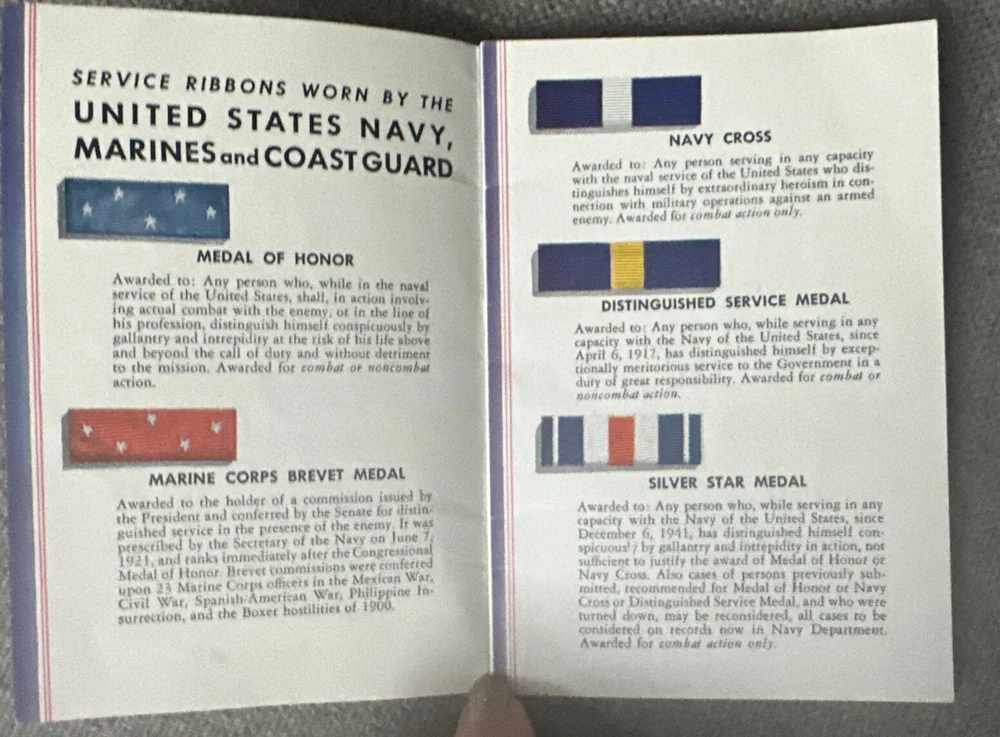 SERVICE RIBBONS WORN BY THE
UNITED STATES NAVY,
MARINES and COAST GUARD
MEDAL OF HONOR
Awarded to: Any person who, while in the naval
service of the United States, shall, in action involv-
ing actual combat with the enemy, or in the line of
his profession, distinguish himself conspicuously by
gallantry and intrepidity at the risk of his life above
and beyond the call of duty and without detriment
to the mission. Awarded for combat or noncombat
action.
MARINE CORPS BREVET MEDAL
Awarded to the holder of a commission issued by
the President and conferred by the Senate for distin-
guished service in the presence of the enemy. It was
prescribed by the Secretary of the Navy on June 7,
1921, and ranks immediately after the Congressional
Medal of Honor. Brevet commissions were conferred
upon 23 Marine Corps officers in the Mexican War,
Civil War, Spanish-American War, Philippine In-
surrection, and the Boxer hostilities of 1900.
NAVY CROSS
Awarded to: Any person serving in any capacity
with the naval service of the United States who dis-
tinguishes himself by extraordinary heroism in con-
nection with military operations against an armed
enemy. Awarded for combat action only.
DISTINGUISHED SERVICE MEDAL
Awarded to: Any person who, while serving in any
capacity with the Navy of the United States, since
April 6, 1917, has distinguished himself by excep-
tionally meritorious service to the Government in a
duty of great responsibility. Awarded for combat or
noncombat action.
SILVER STAR MEDAL
Awarded to: Any person who, while serving in any
capacity with the Navy of the United States, since
December 6, 1941, has distinguished himself con-
spicuously by gallantry and intrepidity in action, not
sufficient to justify the award of Medal of Honor or
Navy Cross. Also cases of persons previously sub-
mitted, recommended for Medal of Honor or Navy
Cross or Distinguished Service Medal, and who were
turned down, may be reconsidered, all cases to be
considered on records now in Navy Department.
Awarded for combat action only.